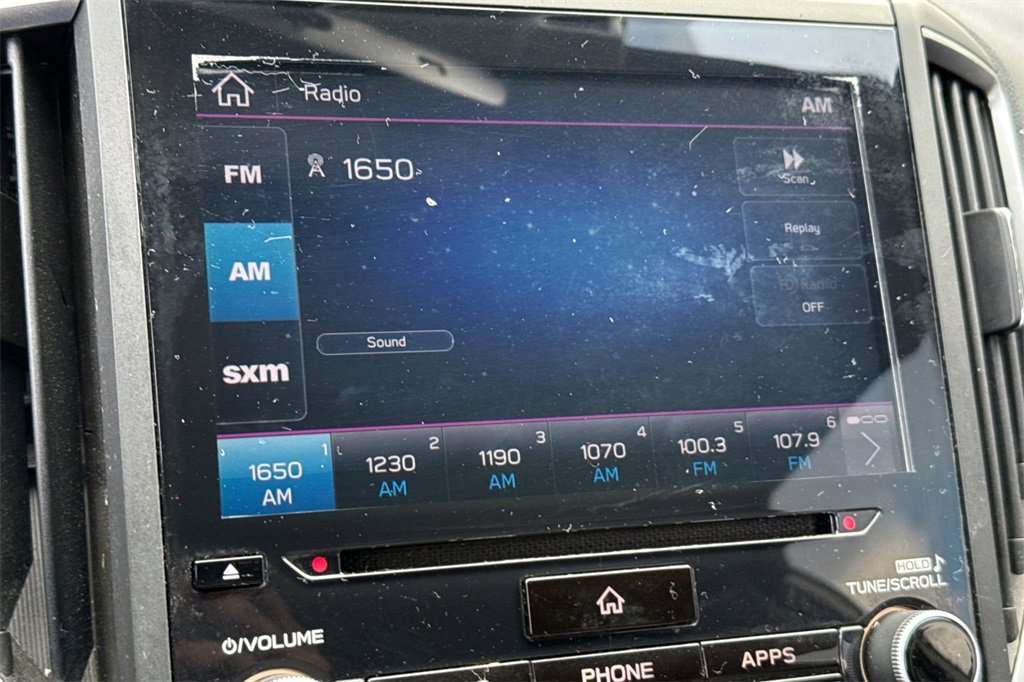 Radio
AM
FM
AM
sxm
1650
Scan
Replay
HD Radio
OFF
Sound
1 1650 AM
2 1230 AM
3 1190 AM
4 1070 AM
5 100.3 FM
6 107.9 FM
HOLD
TUNE/SCROLL
/VOLUME
PHONE
APPS